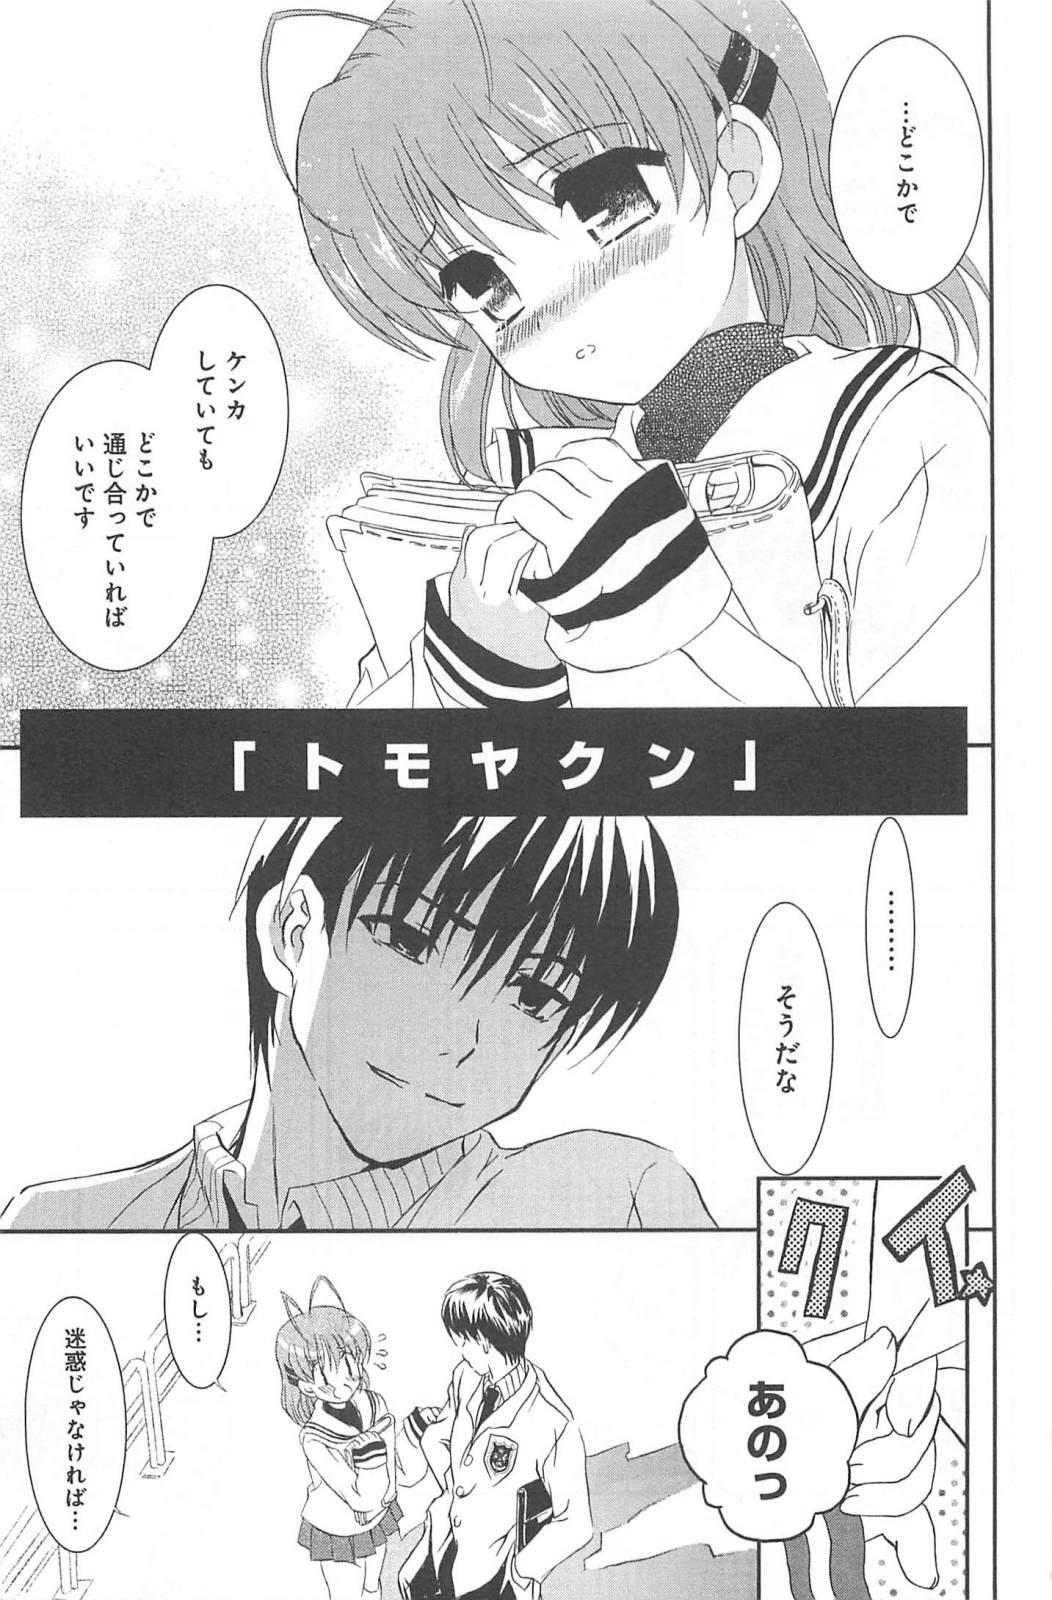 …どこかで
ケンカ
していても
どこかで
通じ合っていれば
いいです
「トモヤクン」
………
そうだな
クイ
あのっ
もし…
迷惑じゃなければ…